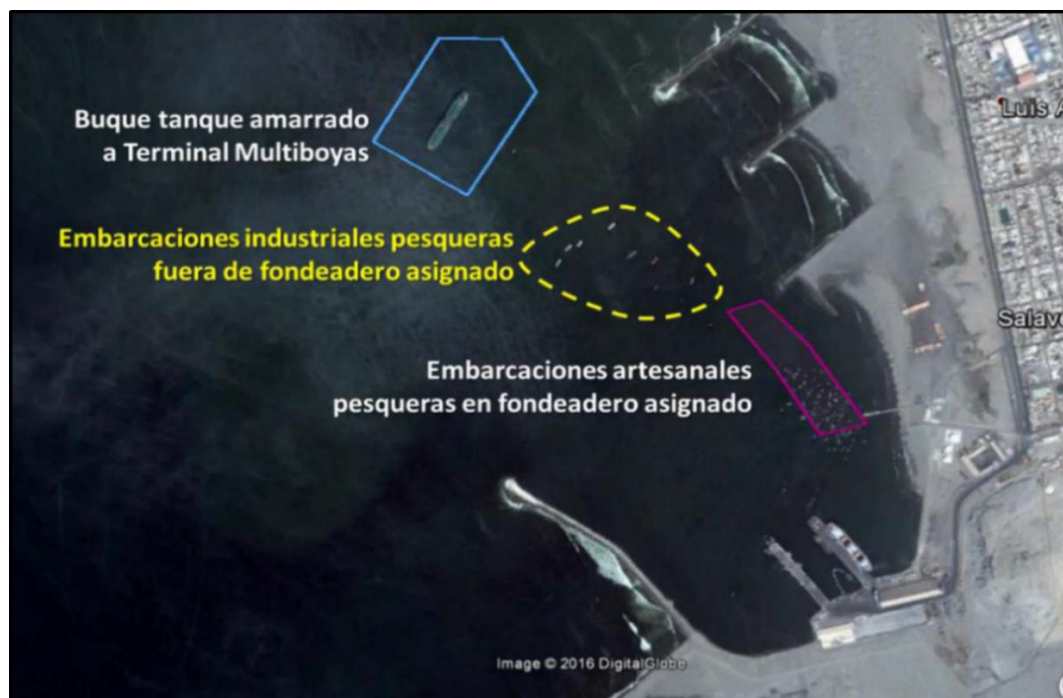 Buque tanque amarrado
a Terminal Multiboyas
Luis
Embarcaciones industriales pesqueras
fuera de fondeadero asignado
Embarcaciones artesanales
pesqueras en fondeadero asignado
Image © 2016 DigitalGlobe